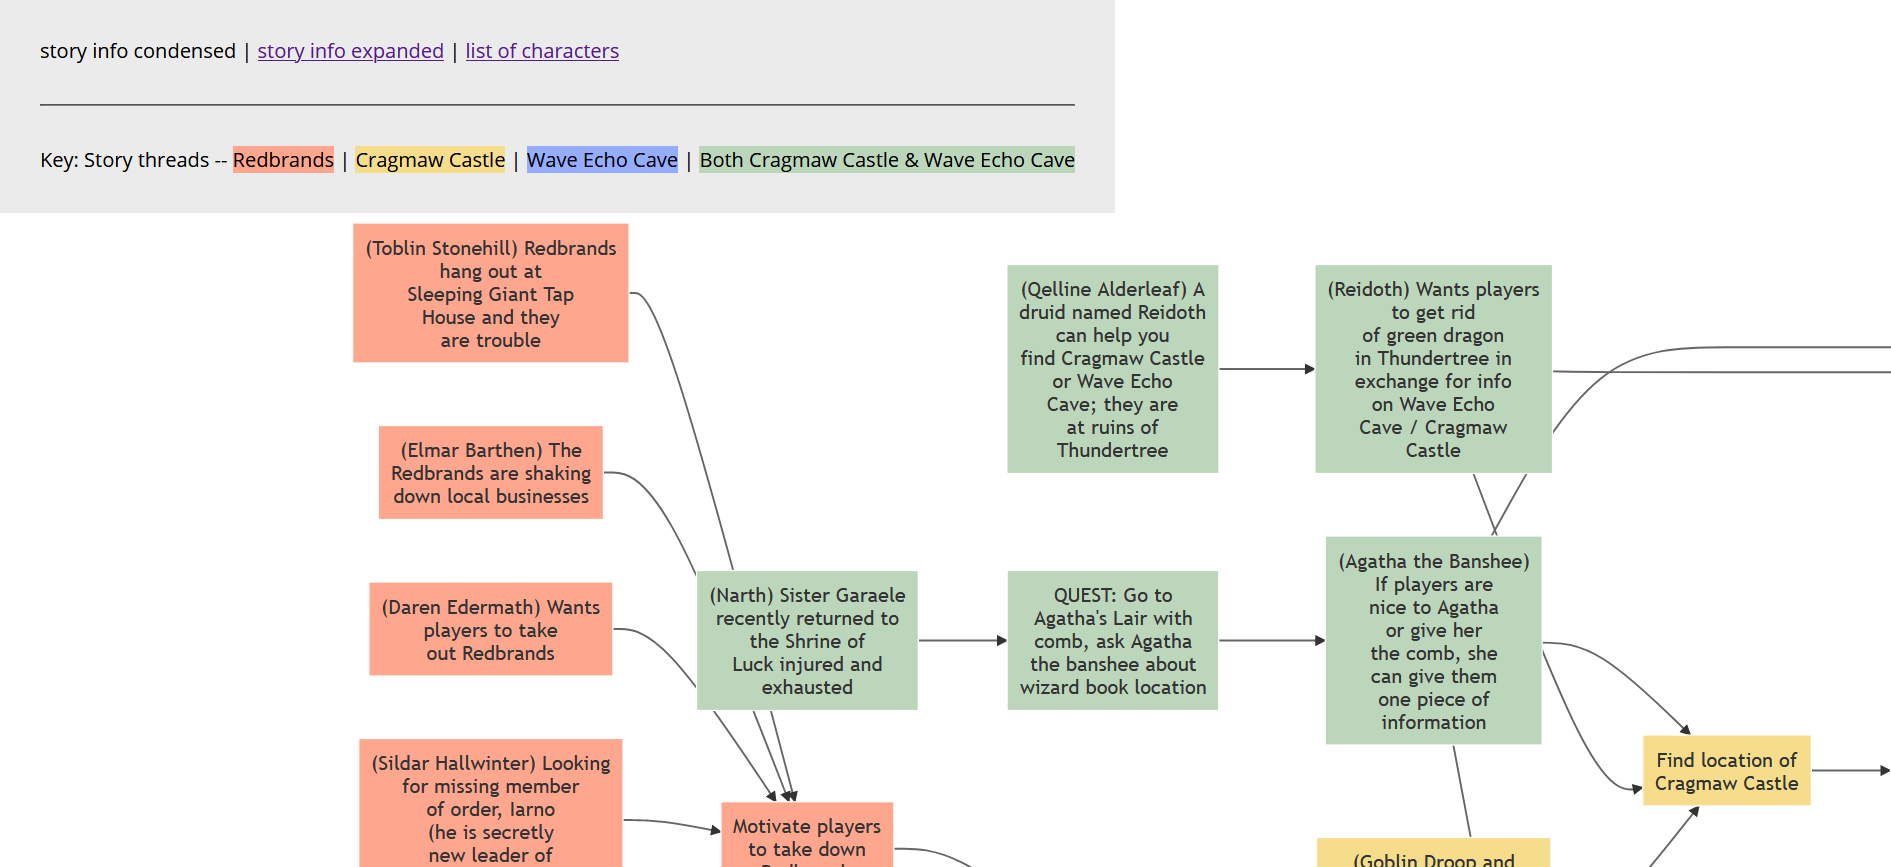 story info condensed | story info expanded | list of characters
Key: Story threads -- Redbrands | Cragmaw Castle | Wave Echo Cave | Both Cragmaw Castle & Wave Echo Cave
(Toblin Stonehill) Redbrands
hang out at
Sleeping Giant Tap
House and they
are trouble
(Qelline Alderleaf) A
druid named Reidoth
can help you
find Cragmaw Castle
or Wave Echo
Cave; they are
at ruins of
Thundertree
(Reidoth) Wants players
to get rid
of green dragon
in Thundertree in
exchange for info
on Wave Echo
Cave / Cragmaw
Castle
(Elmar Barthen) The
Redbrands are shaking
down local businesses
(Daren Edermath) Wants
players to take
out Redbrands
(Narth) Sister Garaele
recently returned to
the Shrine of
Luck injured and
exhausted
QUEST: Go to
Agatha's Lair with
comb, ask Agatha
the banshee about
wizard book location
(Agatha the Banshee)
If players are
nice to Agatha
or give her
the comb, she
can give them
one piece of
information
(Sildar Hallwinter) Looking
for missing member
of order, Iarno
(he is secretly
new leader of
Motivate players
to take down
Find location of
Cragmaw Castle
(Goblin Droop and